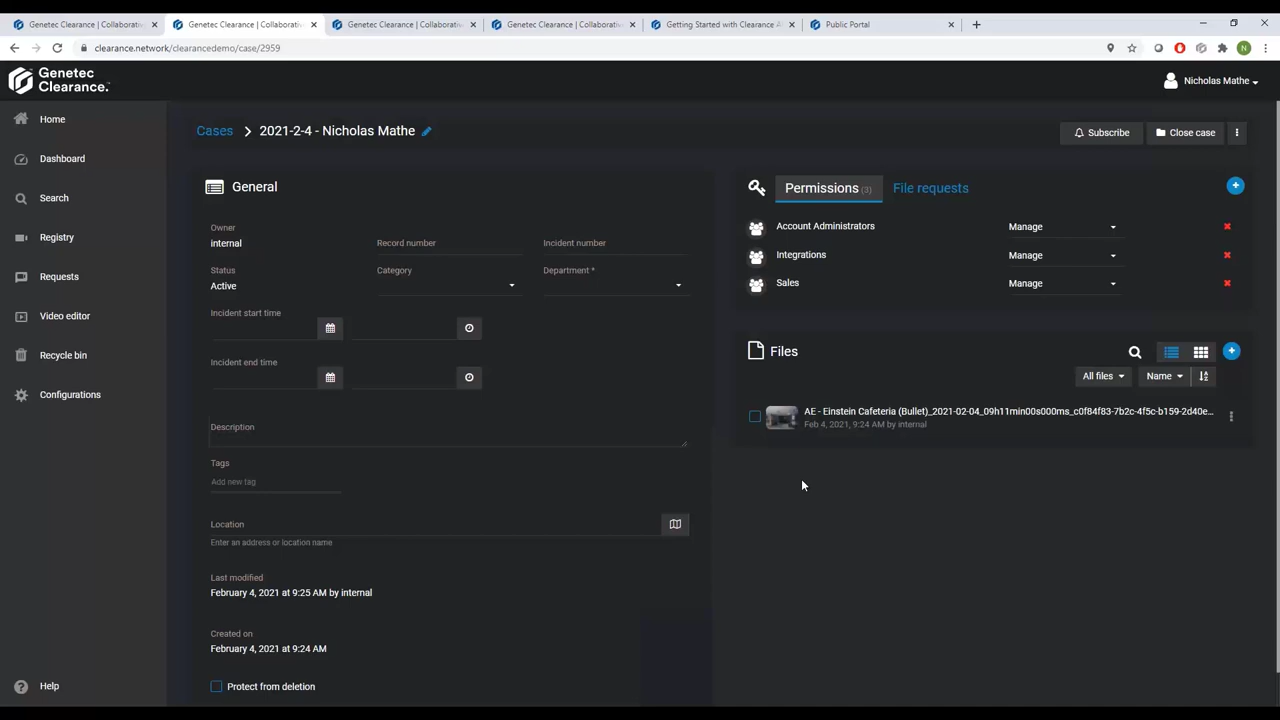 Genetec Clearance | Collaborativ
Genetec Clearance | Collaborativ
Genetec Clearance | Collaborativ
Genetec Clearance | Collaborativ
Getting Started with Clearance A
Public Portal
clearance.network/clearancedemo/case/2959
N
Genetec
Clearance.
Nicholas Mathe
Home
Dashboard
Search
Registry
Requests
Video editor
Recycle bin
Configurations
Help
Cases > 2021-2-4 - Nicholas Mathe
Subscribe
Close case
General
Owner
internal
Record number
Incident number
Status
Active
Category
Department *
Incident start time
Incident end time
Description
Tags
Add new tag
Location
Enter an address or location name
Last modified
February 4, 2021 at 9:25 AM by internal
Created on
February 4, 2021 at 9:24 AM
Protect from deletion
Permissions (3)
File requests
Account Administrators
Manage
Integrations
Manage
Sales
Manage
Files
All files
Name
AE - Einstein Cafeteria (Bullet)_2021-02-04_09h11min00s000ms_c0f84f83-7b2c-4f5c-b159-2d40e...
Feb 4, 2021, 9:24 AM by internal